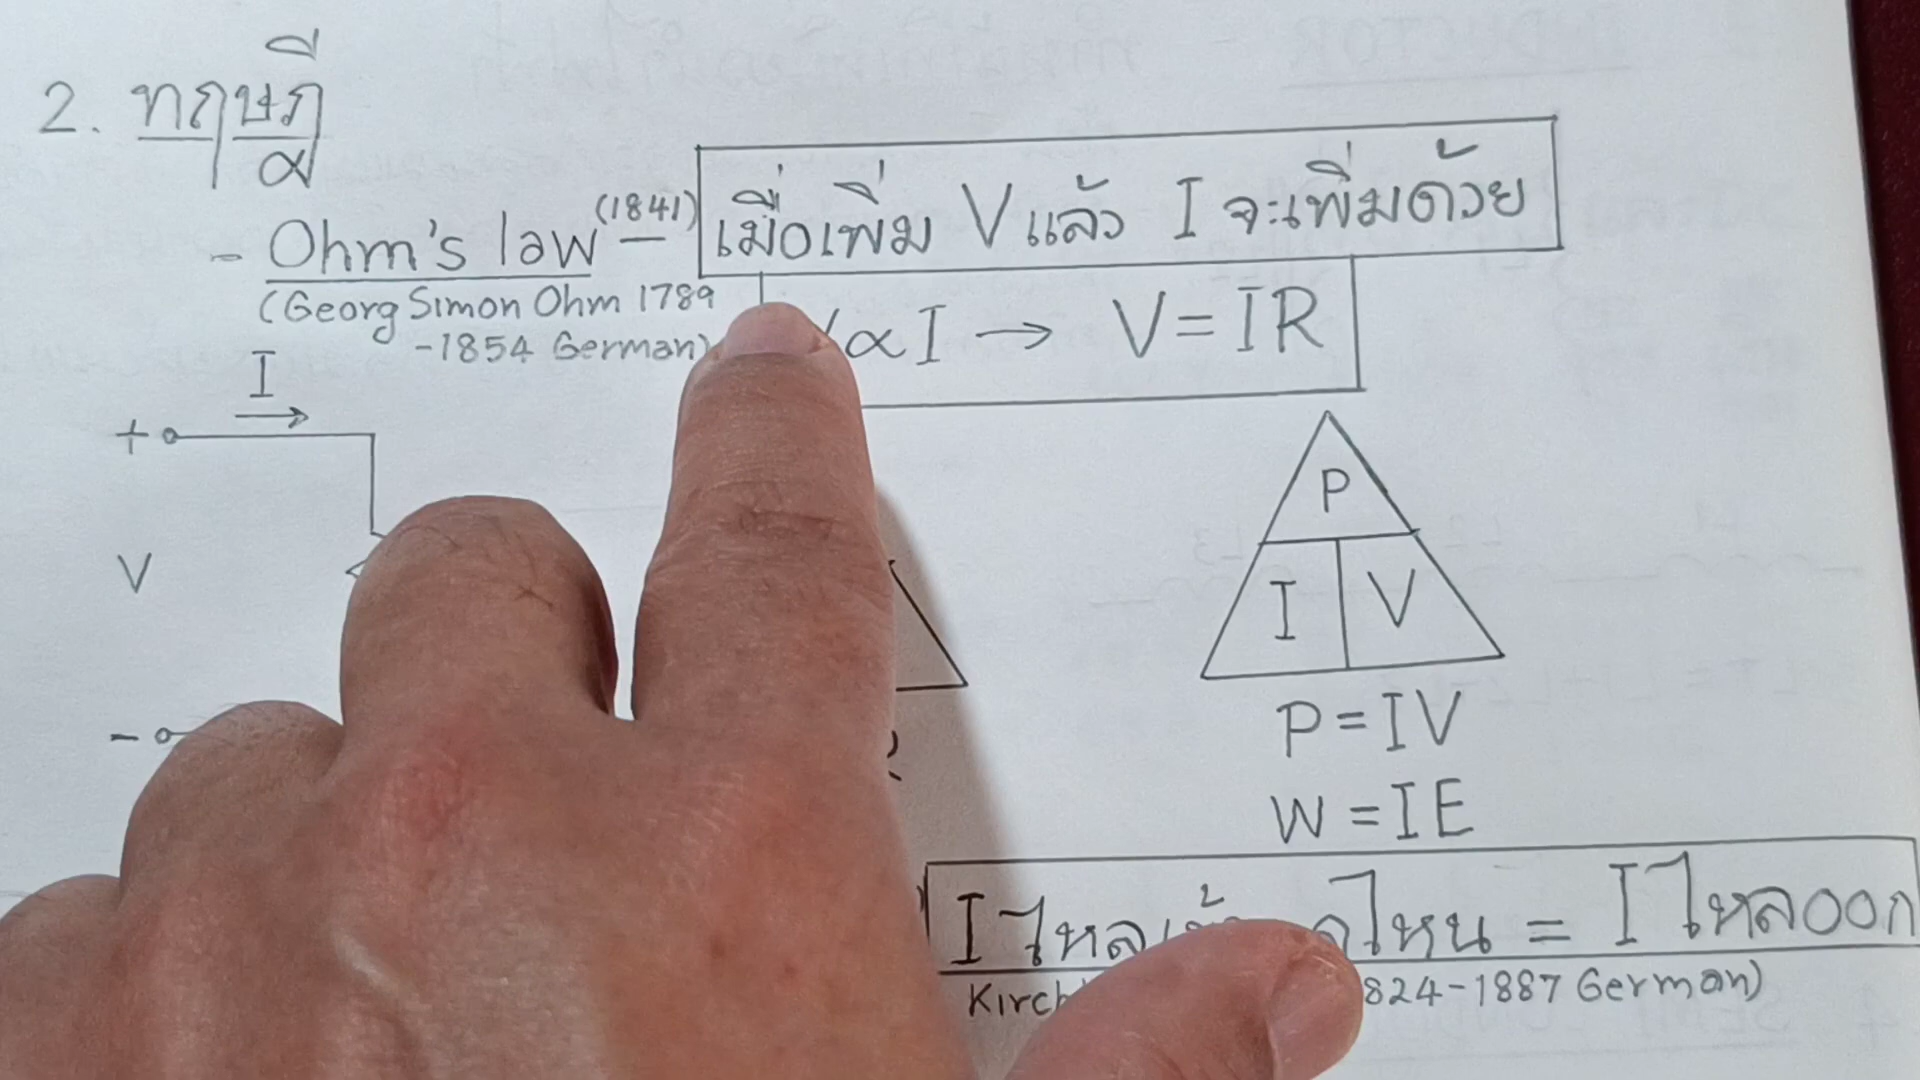 2. ทฤษฎี
- Ohm's law (1841) — เมื่อเพิ่ม V แล้ว I จะเพิ่มด้วย
(Georg Simon Ohm 1789
-1854 German)
∝ I → V = IR
I
+
V
-
P
I V
P = IV
W = IE
I ไหล ไหน = I ไหลออก
824-1887 German)